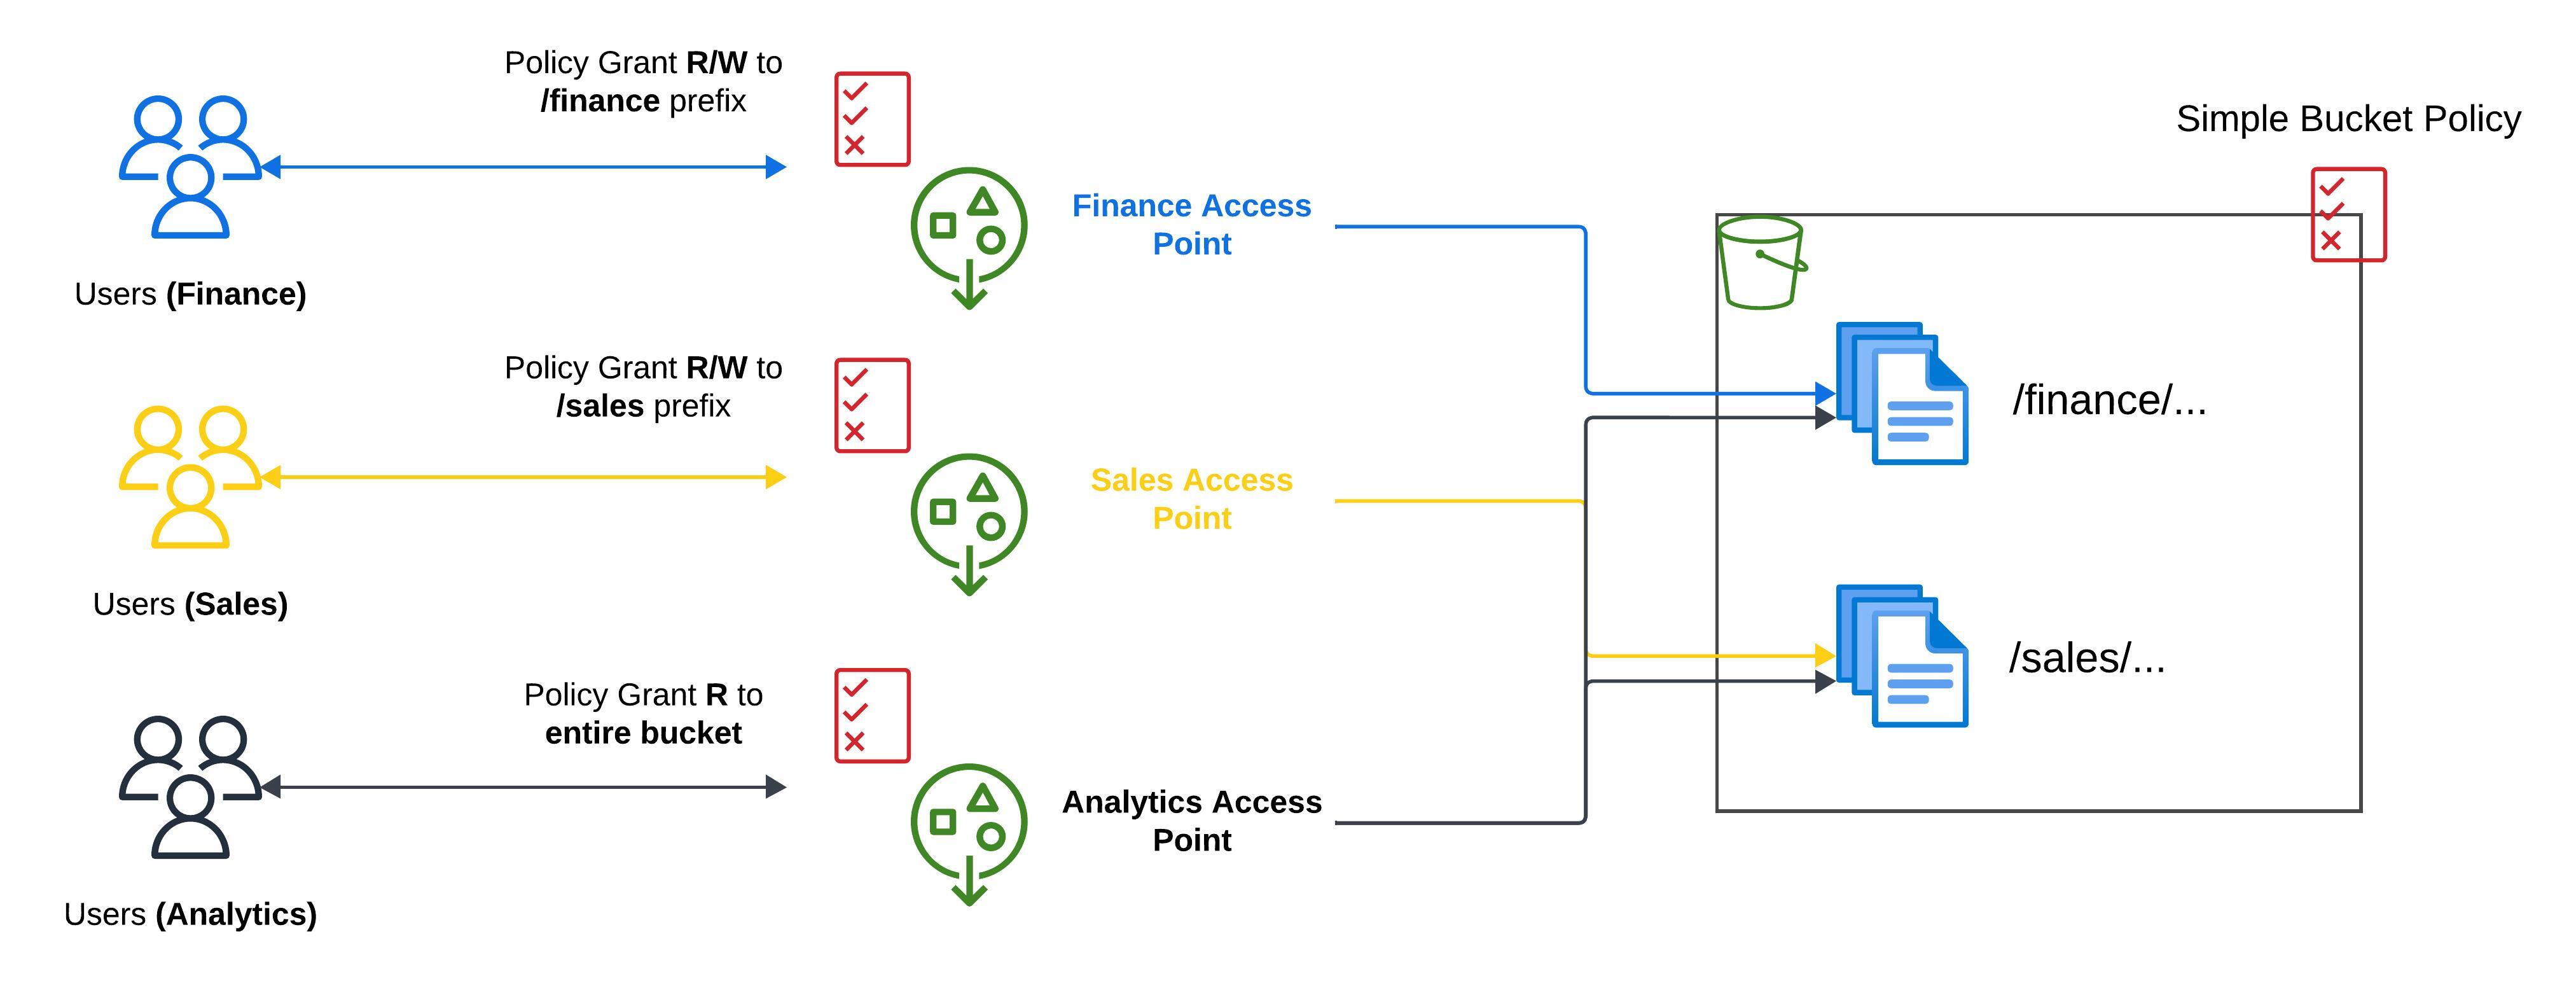 Policy Grant R/W to
/finance prefix
Simple Bucket Policy
Finance Access
Point
Users (Finance)
Policy Grant R/W to
/sales prefix
/finance/...
Sales Access
Point
Users (Sales)
/sales/...
Policy Grant R to
entire bucket
Analytics Access
Point
Users (Analytics)